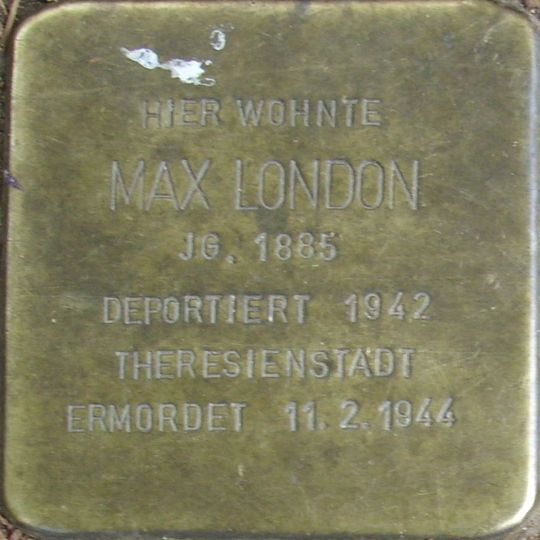 HIER WOHNTE
MAX LONDON
JG. 1885
DEPORTIERT 1942
THERESIENSTADT
ERMORDET 11.2.1944